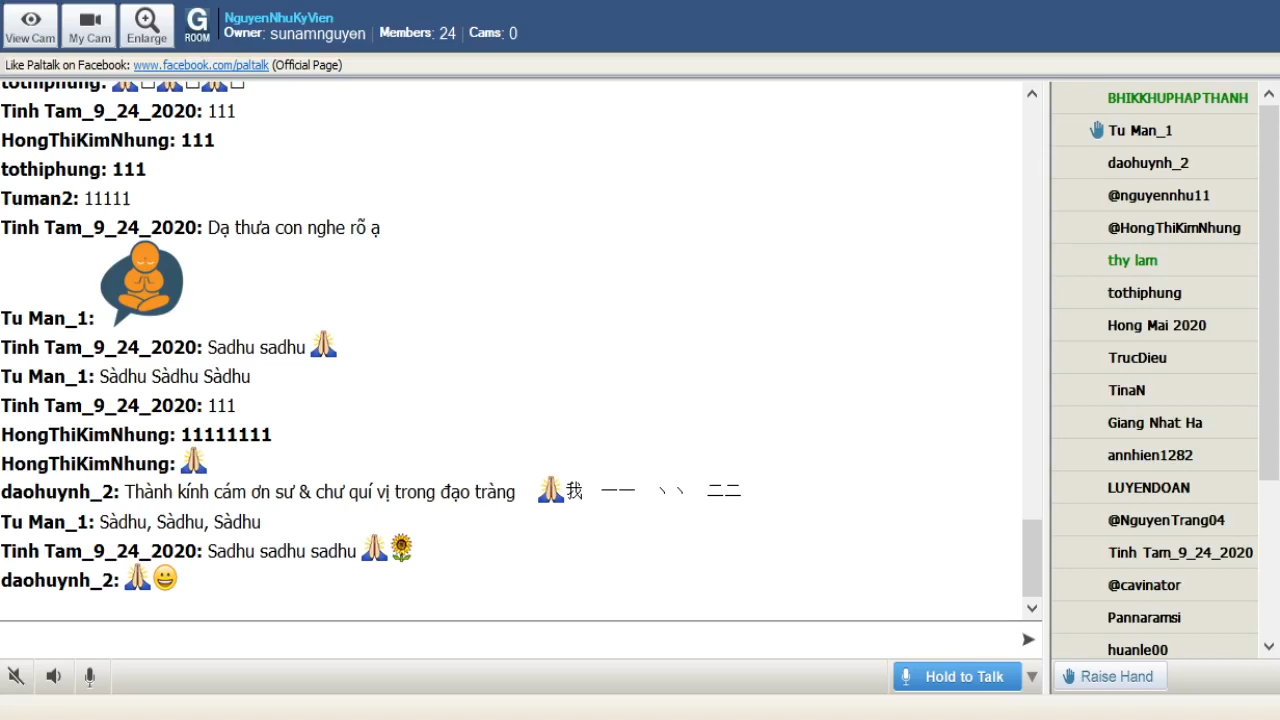 View Cam
My Cam
Enlarge
G
ROOM
NguyenNhuKyVien
Owner: sunamnguyen | Members: 24 | Cams: 0
Like Paltalk on Facebook: www.facebook.com/paltalk (Official Page)
tothiphung: 🙏□🙏□🙏□
Tinh Tam_9_24_2020: 111
HongThiKimNhung: 111
tothiphung: 111
Tuman2: 11111
Tinh Tam_9_24_2020: Dạ thưa con nghe rõ ạ
Tu Man_1:
Tinh Tam_9_24_2020: Sadhu sadhu 🙏
Tu Man_1: Sàdhu Sàdhu Sàdhu
Tinh Tam_9_24_2020: 111
HongThiKimNhung: 11111111
HongThiKimNhung: 🙏
daohuynh_2: Thành kính cám ơn sư & chư quí vị trong đạo tràng 🙏我 一一 丶丶 二二
Tu Man_1: Sàdhu, Sàdhu, Sàdhu
Tinh Tam_9_24_2020: Sadhu sadhu sadhu 🙏🌻
daohuynh_2: 🙏😀
Hold to Talk
BHIKKHUPHAPTHANH
Tu Man_1
daohuynh_2
@nguyennhu11
@HongThiKimNhung
thy lam
tothiphung
Hong Mai 2020
TrucDieu
TinaN
Giang Nhat Ha
annhien1282
LUYENDOAN
@NguyenTrang04
Tinh Tam_9_24_2020
@cavinator
Pannaramsi
huanle00
Raise Hand